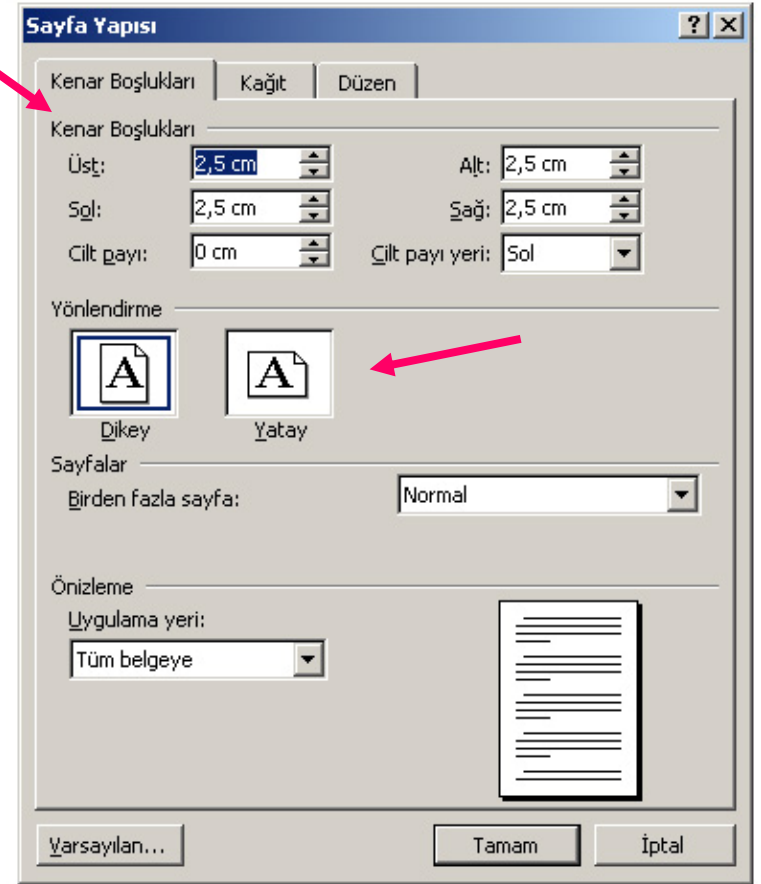 Sayfa Yapısı
Kenar Boşlukları Kağıt Düzen
Kenar Boşlukları
Üst: 2,5 cm Alt: 2,5 cm
Sol: 2,5 cm Sağ: 2,5 cm
Cilt payı: 0 cm Cilt payı yeri: Sol
Yönlendirme
A A
Dikey Yatay
Sayfalar
Birden fazla sayfa: Normal
Önizleme
Uygulama yeri:
Tüm belgeye
Varsayılan... Tamam İptal